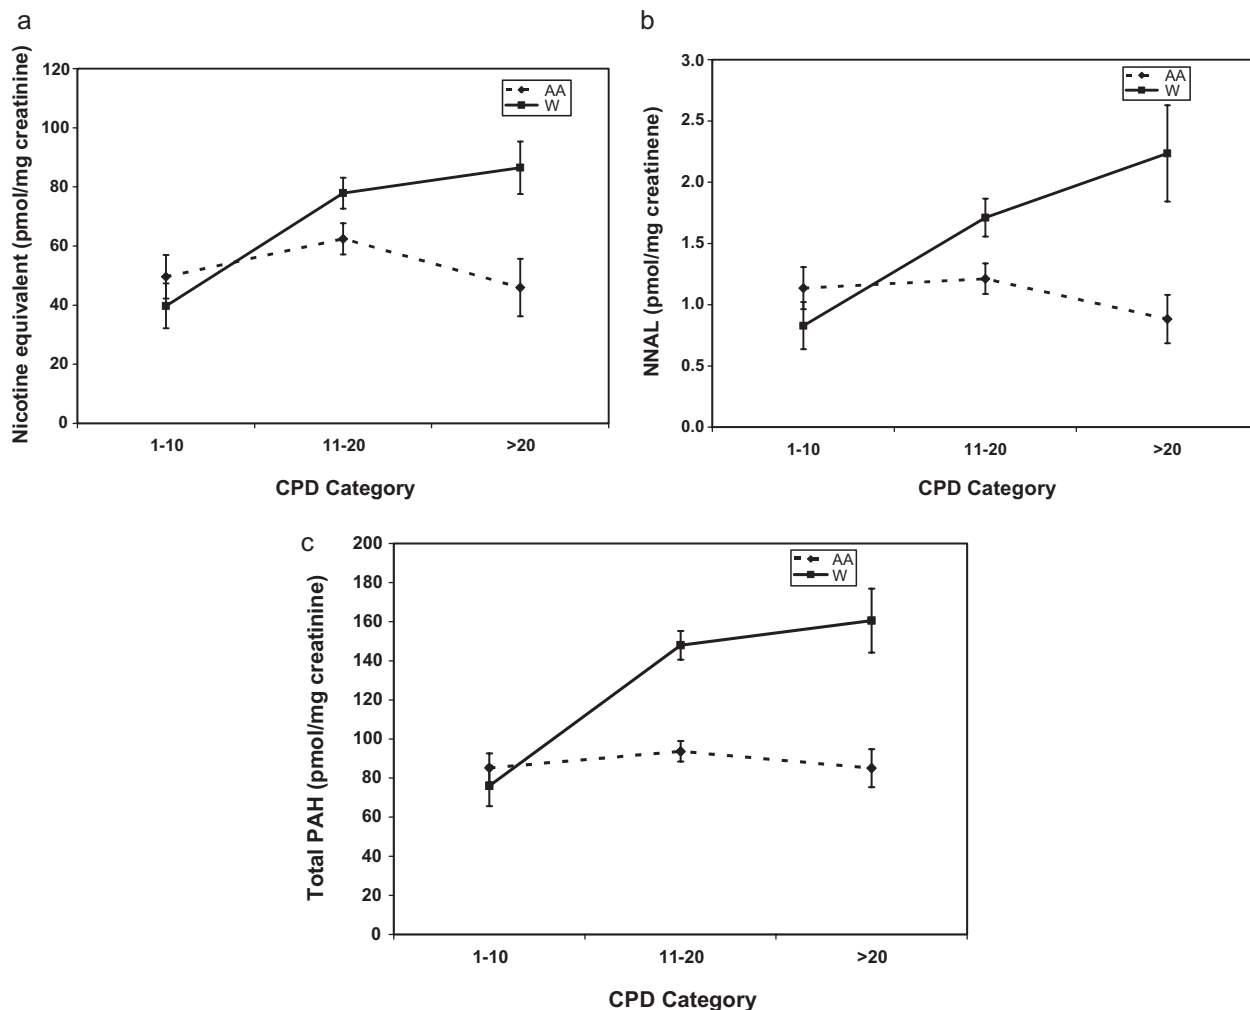 a
Nicotine equivalent (pmol/mg creatinine)
120
100
80
60
40
20
0
AA
W
1-10
11-20
>20
CPD Category
b
NNAL (pmol/mg creatinene)
3.0
2.5
2.0
1.5
1.0
0.5
0.0
AA
W
1-10
11-20
>20
CPD Category
c
Total PAH (pmol/mg creatinine)
200
180
160
140
120
100
80
60
40
20
0
AA
W
1-10
11-20
>20
CPD Category